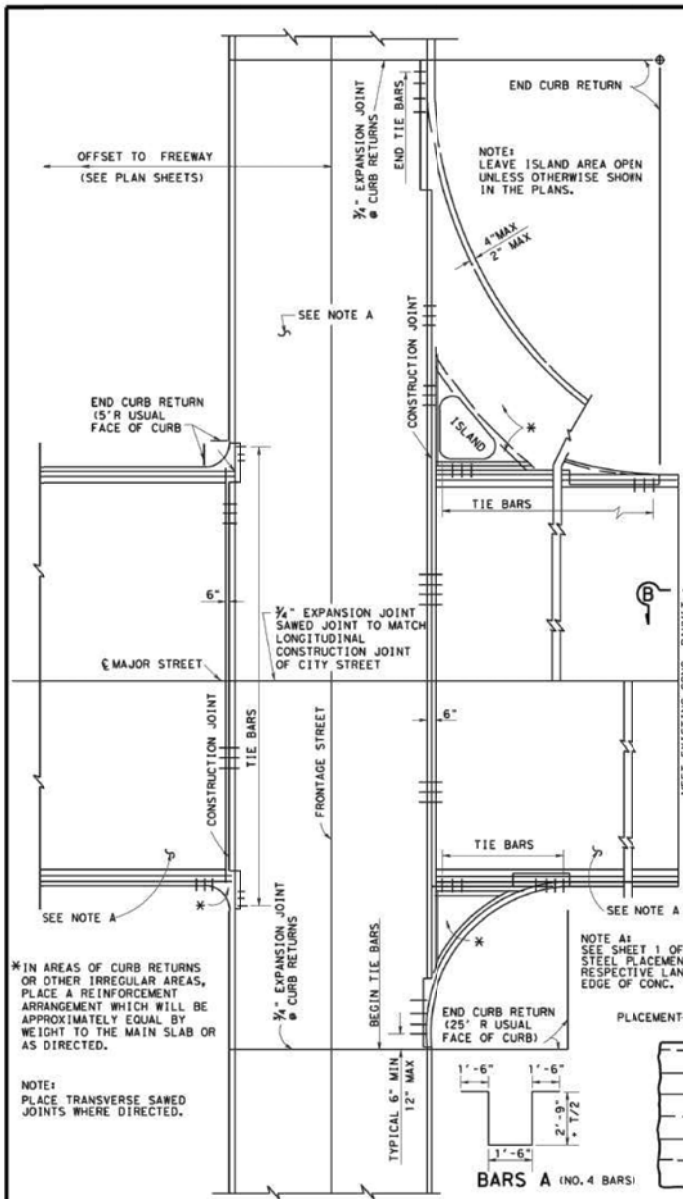 END CURB RETURN
OFFSET TO FREEWAY
(SEE PLAN SHEETS)
¾" EXPANSION JOINT
@ CURB RETURNS
END TIE BARS
NOTE:
LEAVE ISLAND AREA OPEN
UNLESS OTHERWISE SHOWN
IN THE PLANS.
4"MAX
2" MAX
SEE NOTE A
CONSTRUCTION JOINT
END CURB RETURN
(5'R USUAL
FACE OF CURB
ISLAND
*
TIE BARS
6"
¾" EXPANSION JOINT
SAWED JOINT TO MATCH
LONGITUDINAL
CONSTRUCTION JOINT
OF CITY STREET
B
℄ MAJOR STREET
CONSTRUCTION JOINT
TIE BARS
FRONTAGE STREET
6"
TIE BARS
SEE NOTE A
*
SEE NOTE A
*
NOTE A:
SEE SHEET 1 OF
STEEL PLACEMEN
RESPECTIVE LAN
EDGE OF CONC.
* IN AREAS OF CURB RETURNS
OR OTHER IRREGULAR AREAS,
PLACE A REINFORCEMENT
ARRANGEMENT WHICH WILL BE
APPROXIMATELY EQUAL BY
WEIGHT TO THE MAIN SLAB OR
AS DIRECTED.
¾" EXPANSION JOINT
@ CURB RETURNS
BEGIN TIE BARS
END CURB RETURN
(25' R USUAL
FACE OF CURB)
PLACEMENT
NOTE:
PLACE TRANSVERSE SAWED
JOINTS WHERE DIRECTED.
TYPICAL 6" MIN
12" MAX
1'-6"
1'-6"
2'-9"
+ T/2
1'-6"
BARS A (NO.4 BARS)